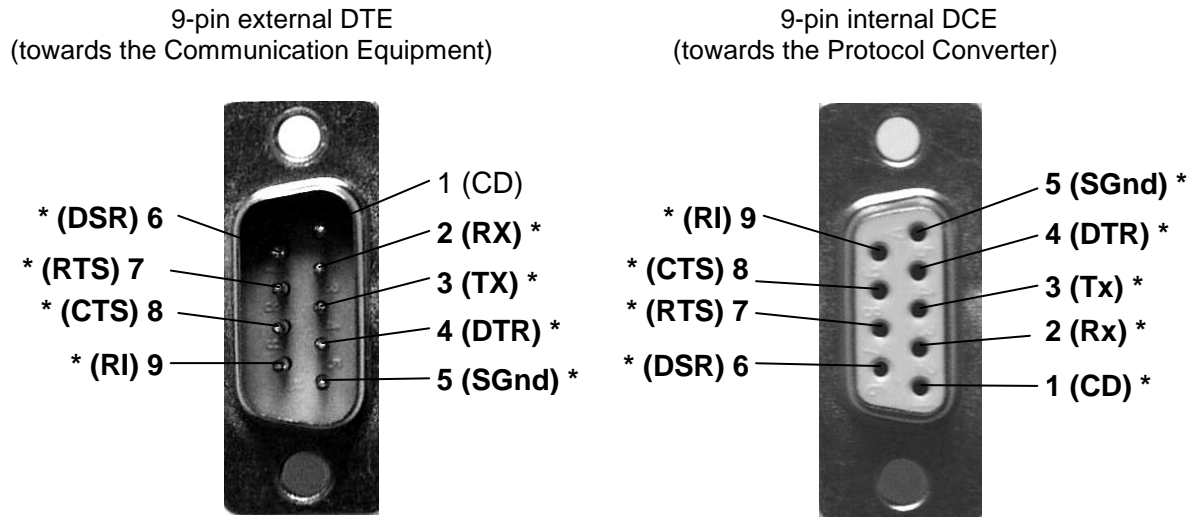 9-pin external DTE
(towards the Communication Equipment)
1 (CD)
* (DSR) 6
2 (RX) *
* (RTS) 7
3 (TX) *
* (CTS) 8
4 (DTR) *
* (RI) 9
5 (SGnd) *
9-pin internal DCE
(towards the Protocol Converter)
5 (SGnd) *
* (RI) 9
4 (DTR) *
* (CTS) 8
3 (Tx) *
* (RTS) 7
2 (Rx) *
* (DSR) 6
1 (CD) *